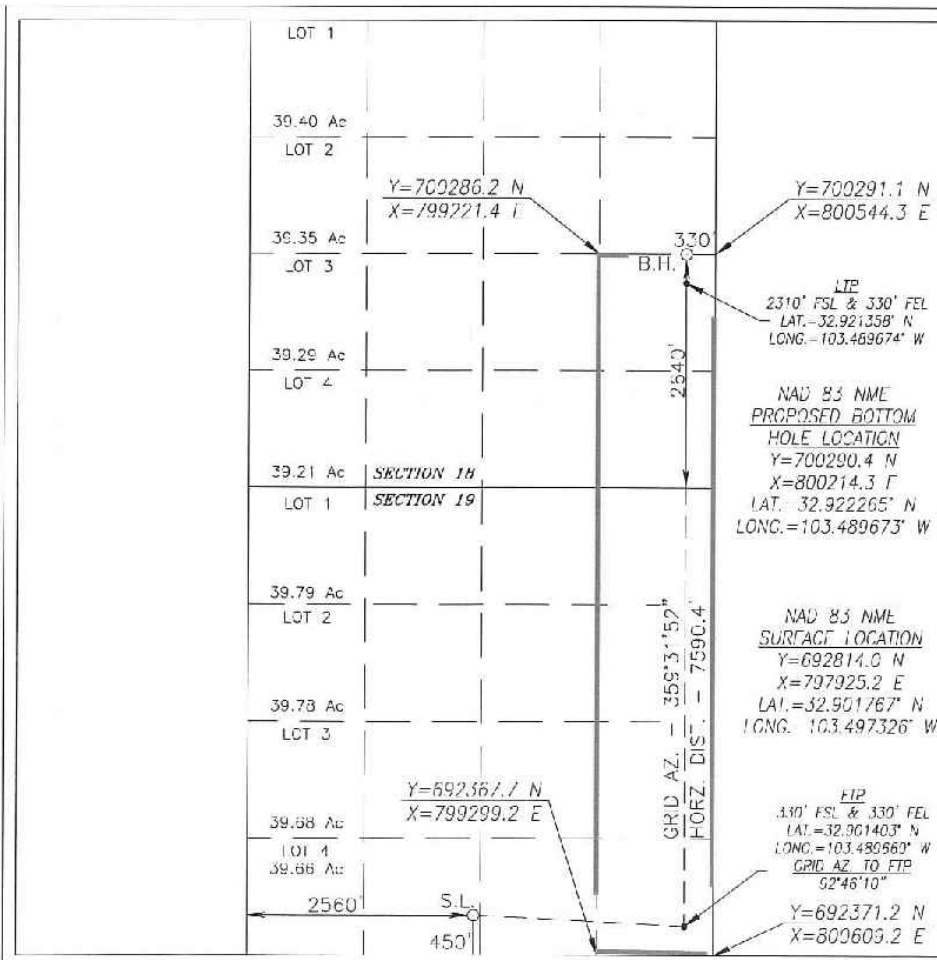 LOT 1
39.40 Ac
LOT 2
39.35 Ac
LOT 3
39.29 Ac
LOT 4
39.21 Ac
SECTION 18
SECTION 19
LOT 1
39.79 Ac
LOT 2
39.78 Ac
LOT 3
39.68 Ac
LOT 4
39.66 Ac
2560'
S.L.
450'
Y=700286.2 N
X=799221.4 E
330'
B.H.
2640'
Y=700291.1 N
X=800544.3 E
LTP
2310' FSL & 330' FEL
LAT.=32.921358° N
LONG.=103.489674° W
NAD 83 NME
PROPOSED BOTTOM
HOLE LOCATION
Y=700290.4 N
X=800214.3 E
LAT.=32.922265° N
LONG.=103.489673° W
NAD 83 NME
SURFACE LOCATION
Y=692814.0 N
X=797925.2 E
LAT.=32.901767° N
LONG. 103.497326° W
GRID AZ. - 359°31'52"
HORZ. DIST. - 7590.4'
Y=692367.7 N
X=799299.2 E
FTP
330' FSL & 330' FEL
LAT.=32.901403° N
LONG.=103.489660° W
GRID AZ. TO FTP
92°46'10"
Y=692371.2 N
X=800609.2 E